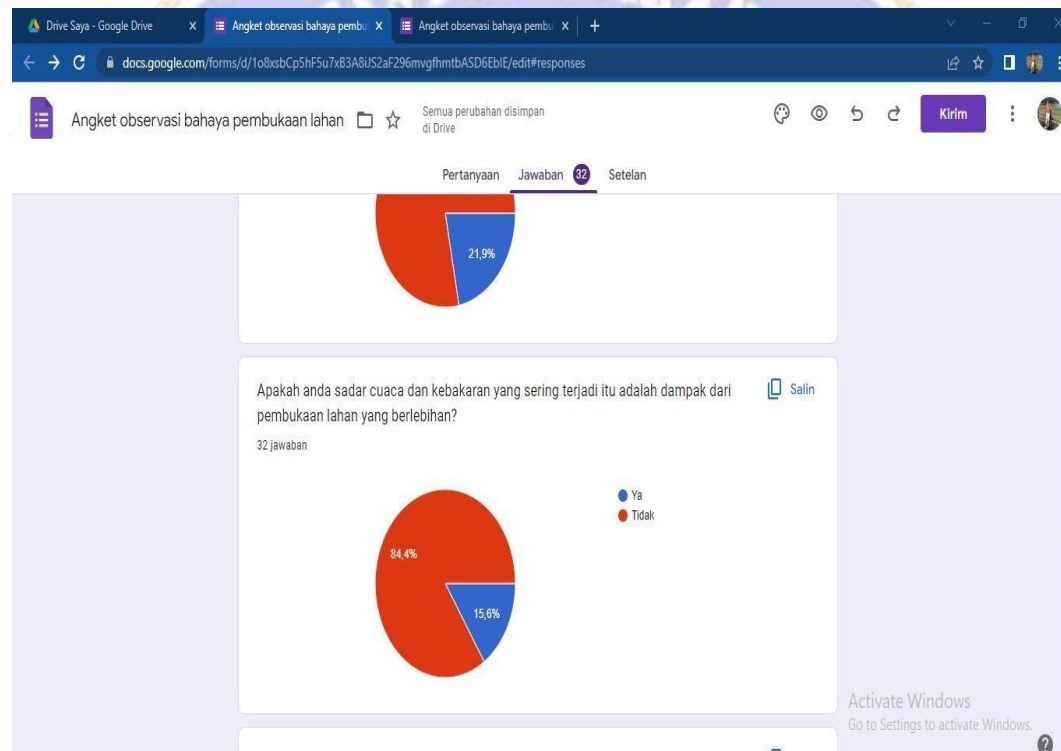 Drive Saya - Google Drive
Angket observasi bahaya pembu
Angket observasi bahaya pembu
docs.google.com/forms/d/1o8xsbCp5hF5u7xB3A8iJS2aF296mvgfhmtbASD6EbIE/edit#responses
Angket observasi bahaya pembukaan lahan
Semua perubahan disimpan
di Drive
Kirim
Pertanyaan Jawaban 32 Setelan
21,9%
Apakah anda sadar cuaca dan kebakaran yang sering terjadi itu adalah dampak dari
pembukaan lahan yang berlebihan?
Salin
32 jawaban
Ya
Tidak
84,4%
15,6%
Activate Windows
Go to Settings to activate Windows.